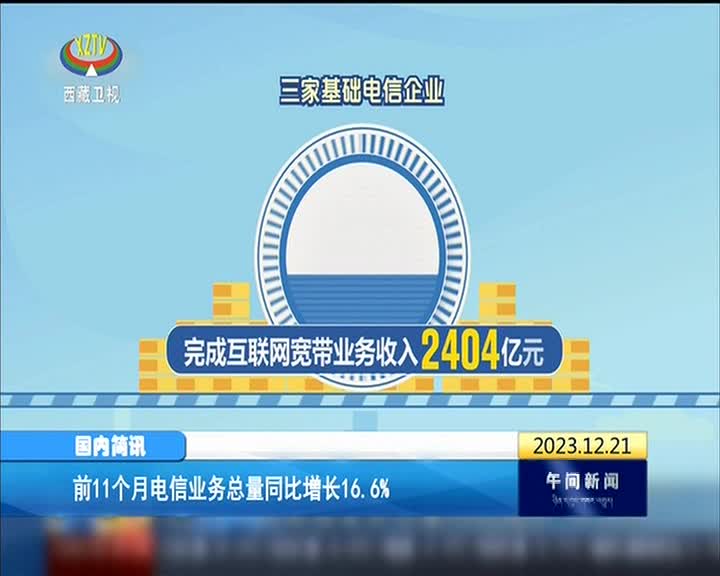 XZTV
西藏卫视
三家基础电信企业
完成互联网宽带业务收入2404亿元
国内简讯
2023.12.21
前11个月电信业务总量同比增长16.6%
午间新闻